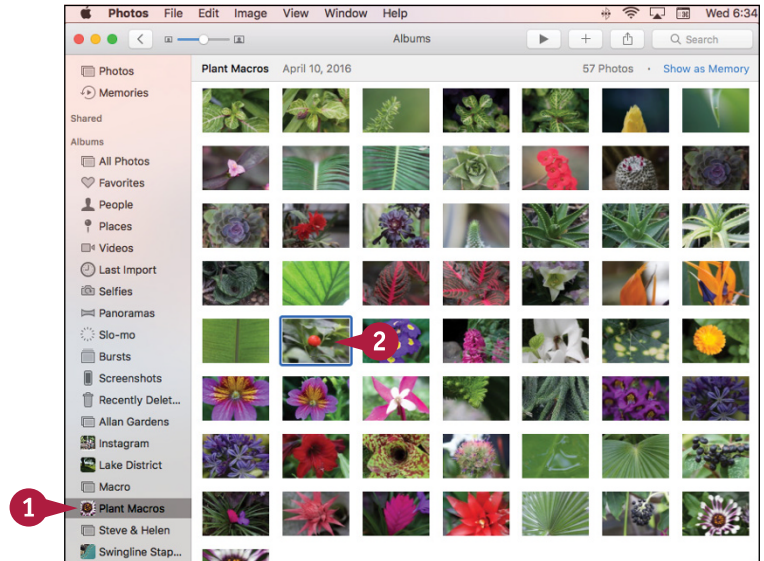 Photos File Edit Image View Window Help Wed 6:34
Albums Search
Plant Macros April 10, 2016 57 Photos · Show as Memory
Photos
Memories
Shared
Albums
All Photos
Favorites
People
Places
Videos
Last Import
Selfies
Panoramas
Slo-mo
Bursts
Screenshots
Recently Delet...
Allan Gardens
Instagram
Lake District
Macro
Plant Macros
Steve & Helen
Swingline Stap...
1
2